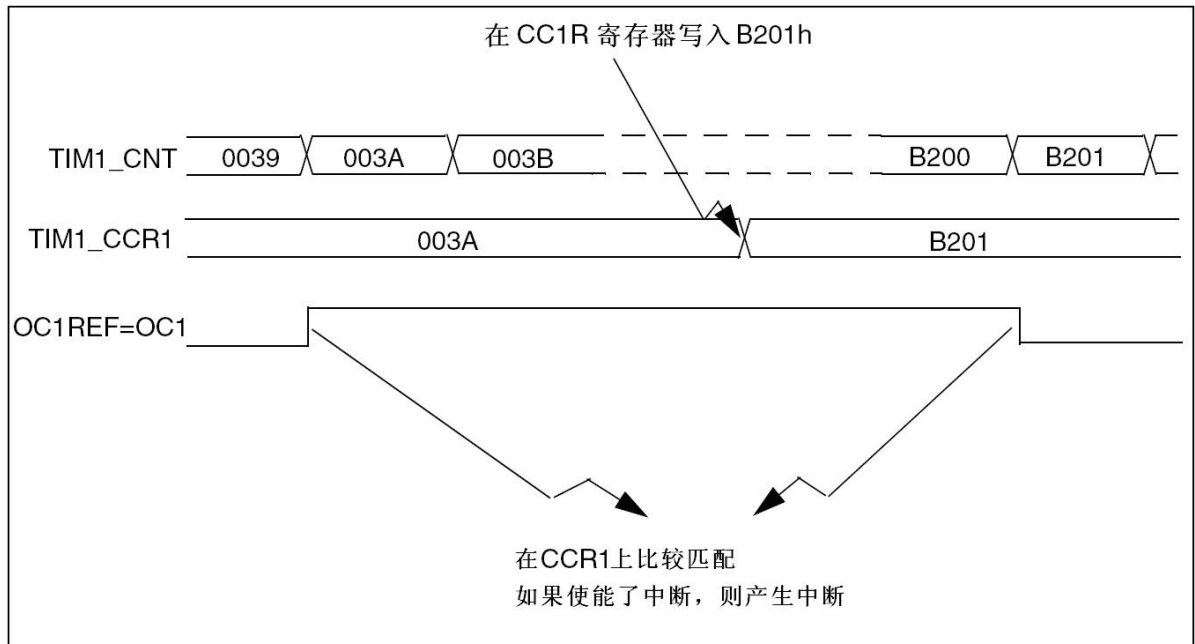 在 CC1R 寄存器写入 B201h
TIM1_CNT 0039 003A 003B B200 B201
TIM1_CCR1 003A B201
OC1REF=OC1
在CCR1上比较匹配
如果使能了中断，则产生中断